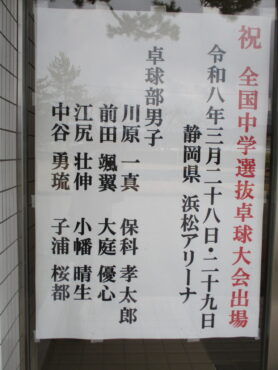 祝 全国中学選抜卓球大会出場
令和八年三月二十八日・二十九日
静岡県 浜松アリーナ
卓球部男子
川原 一真 保科 孝太郎
前田 颯翼 大庭 優心
江尻 壮伸 小幡 晴生
中谷 勇琉 子浦 桜都